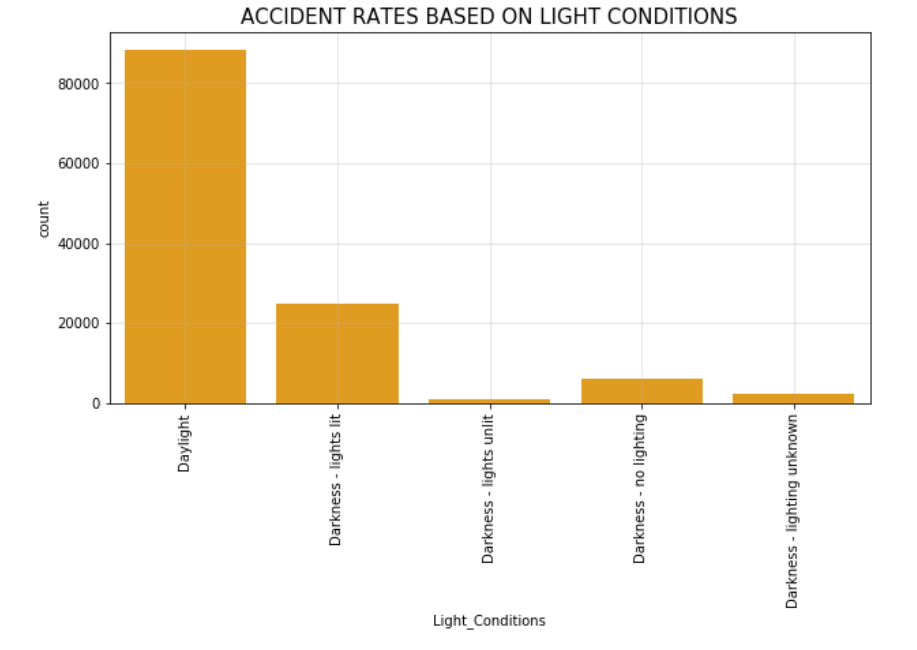 ACCIDENT RATES BASED ON LIGHT CONDITIONS
80000
60000
40000
20000
0
count
Daylight
Darkness - lights lit
Darkness - lights unlit
Darkness - no lighting
Darkness - lighting unknown
Light_Conditions